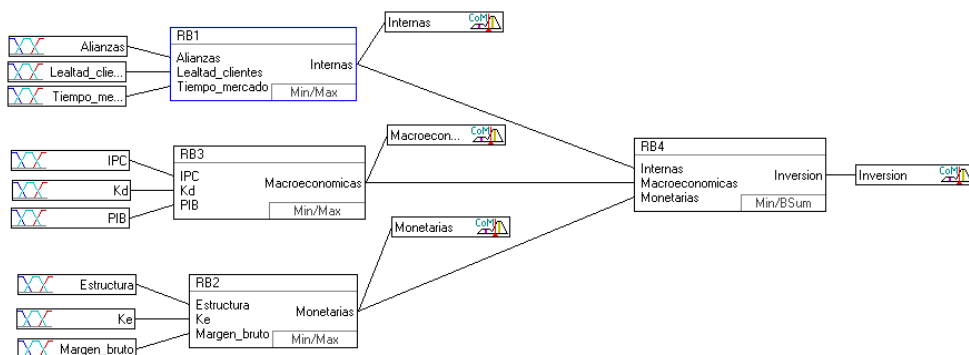 Alianzas
Lealtad_clie...
Tiempo_me...
RB1
Alianzas
Lealtad_clientes
Tiempo_mercado
Internas
Min/Max
Internas
CoM
IPC
Kd
PIB
RB3
IPC
Kd
PIB
Macroeconomicas
Min/Max
Macroecon...
CoM
Estructura
Ke
Margen_bruto
RB2
Estructura
Ke
Margen_bruto
Monetarias
Min/Max
Monetarias
CoM
RB4
Internas
Macroeconomicas
Monetarias
Inversion
Min/BSum
Inversion
CoM